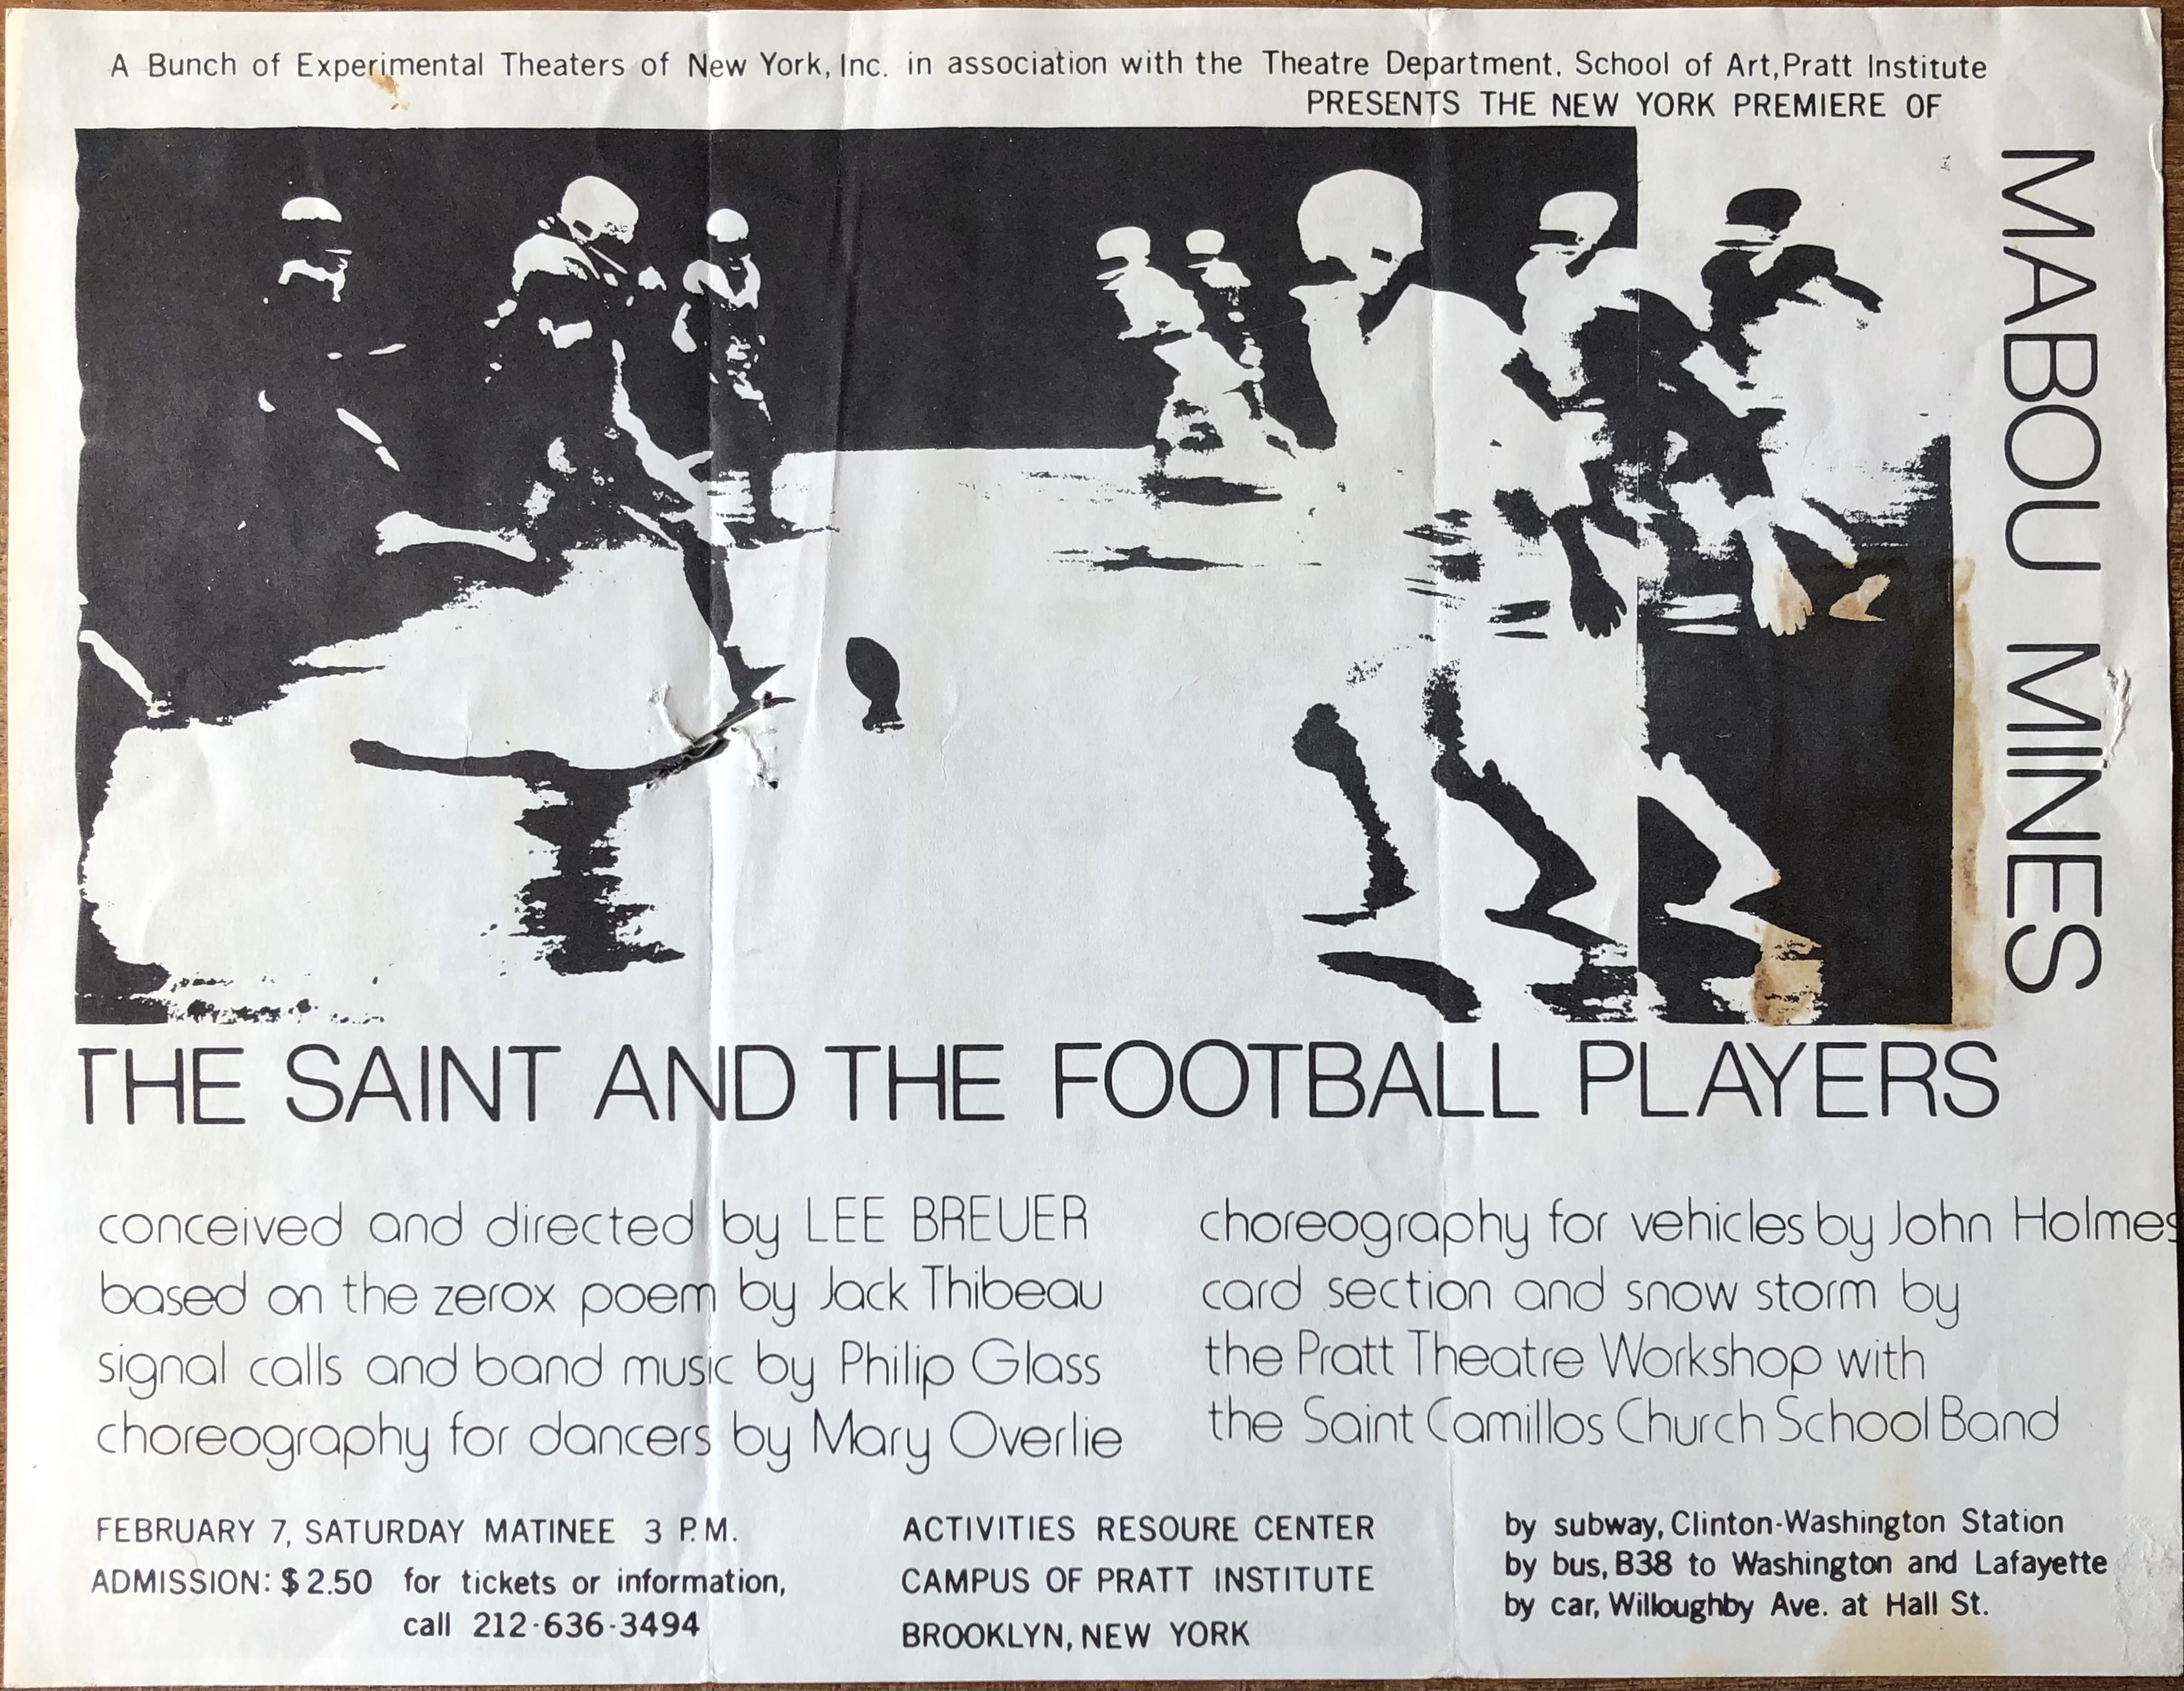 A Bunch of Experimental Theaters of New York, Inc. in association with the Theatre Department, School of Art, Pratt Institute
PRESENTS THE NEW YORK PREMIERE OF
MABOU MINES
THE SAINT AND THE FOOTBALL PLAYERS
conceived and directed by LEE BREUER
based on the zerox poem by Jack Thibeau
signal calls and band music by Philip Glass
choreography for dancers by Mary Overlie
choreography for vehicles by John Holmes
card section and snow storm by
the Pratt Theatre Workshop with
the Saint Camillos Church School Band
FEBRUARY 7, SATURDAY MATINEE 3 P.M.
ADMISSION: $2.50 for tickets or information,
call 212-636-3494
ACTIVITIES RESOURE CENTER
CAMPUS OF PRATT INSTITUTE
BROOKLYN, NEW YORK
by subway, Clinton-Washington Station
by bus, B38 to Washington and Lafayette
by car, Willoughby Ave. at Hall St.